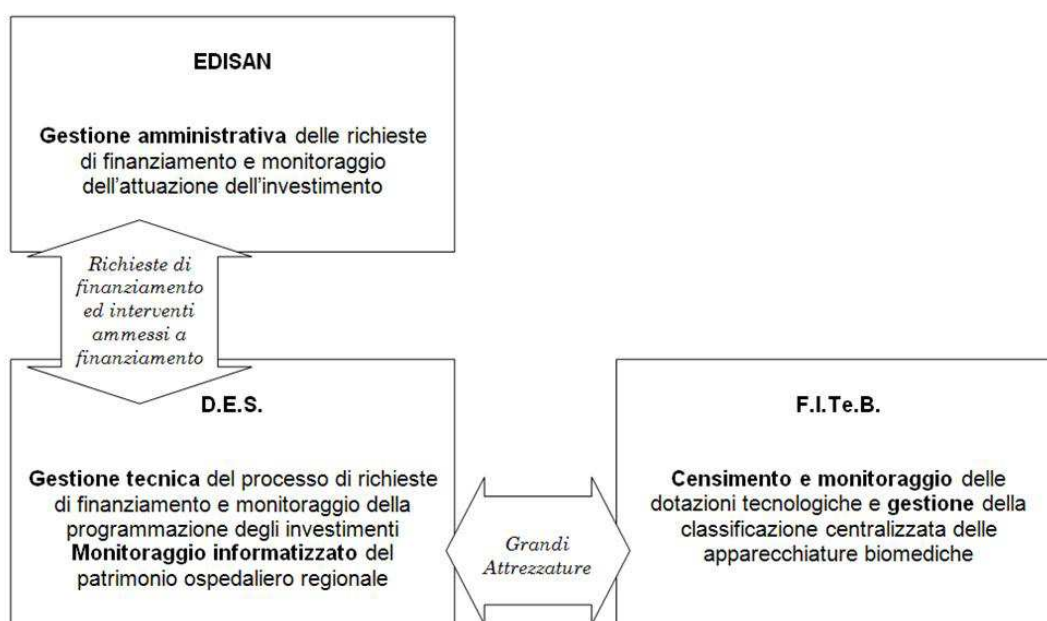 EDISAN
Gestione amministrativa delle richieste
di finanziamento e monitoraggio
dell'attuazione dell'investimento
Richieste di
finanziamento
ed interventi
ammessi a
finanziamento
D.E.S.
Gestione tecnica del processo di richieste
di finanziamento e monitoraggio della
programmazione degli investimenti
Monitoraggio informatizzato del
patrimonio ospedaliero regionale
Grandi
Attrezzature
F.I.Te.B.
Censimento e monitoraggio delle
dotazioni tecnologiche e gestione della
classificazione centralizzata delle
apparecchiature biomediche